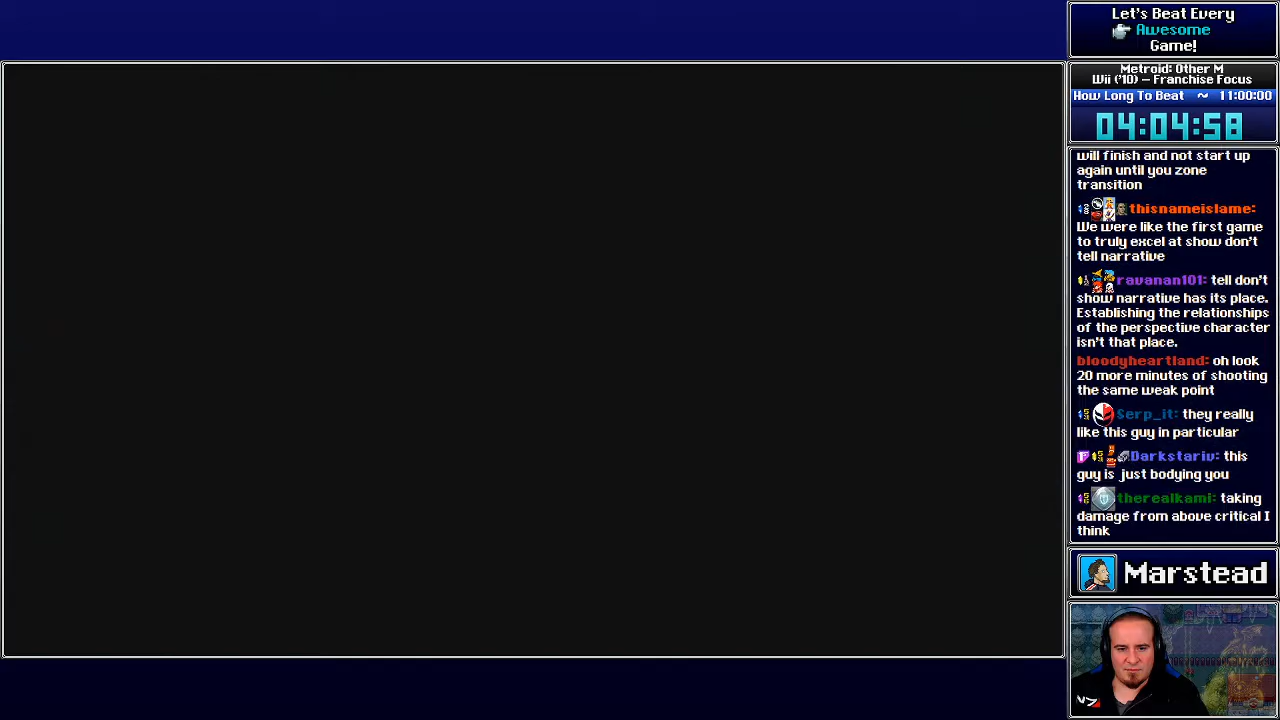 Let's Beat Every
Awesome
Game!
Metroid: Other M
Wii ('10) – Franchise Focus
How Long To Beat ~ 11:00:00
04:04:58
will finish and not start up
again until you zone
transition
thisnameislame:
We were like the first game
to truly excel at show don't
tell narrative
ravanan101: tell don't
show narrative has its place.
Establishing the relationships
of the perspective character
isn't that place.
bloodyheartland: oh look
20 more minutes of shooting
the same weak point
Serp_it: they really
like this guy in particular
Darkstariv: this
guy is just bodying you
therealkami: taking
damage from above critical I
think
Marstead